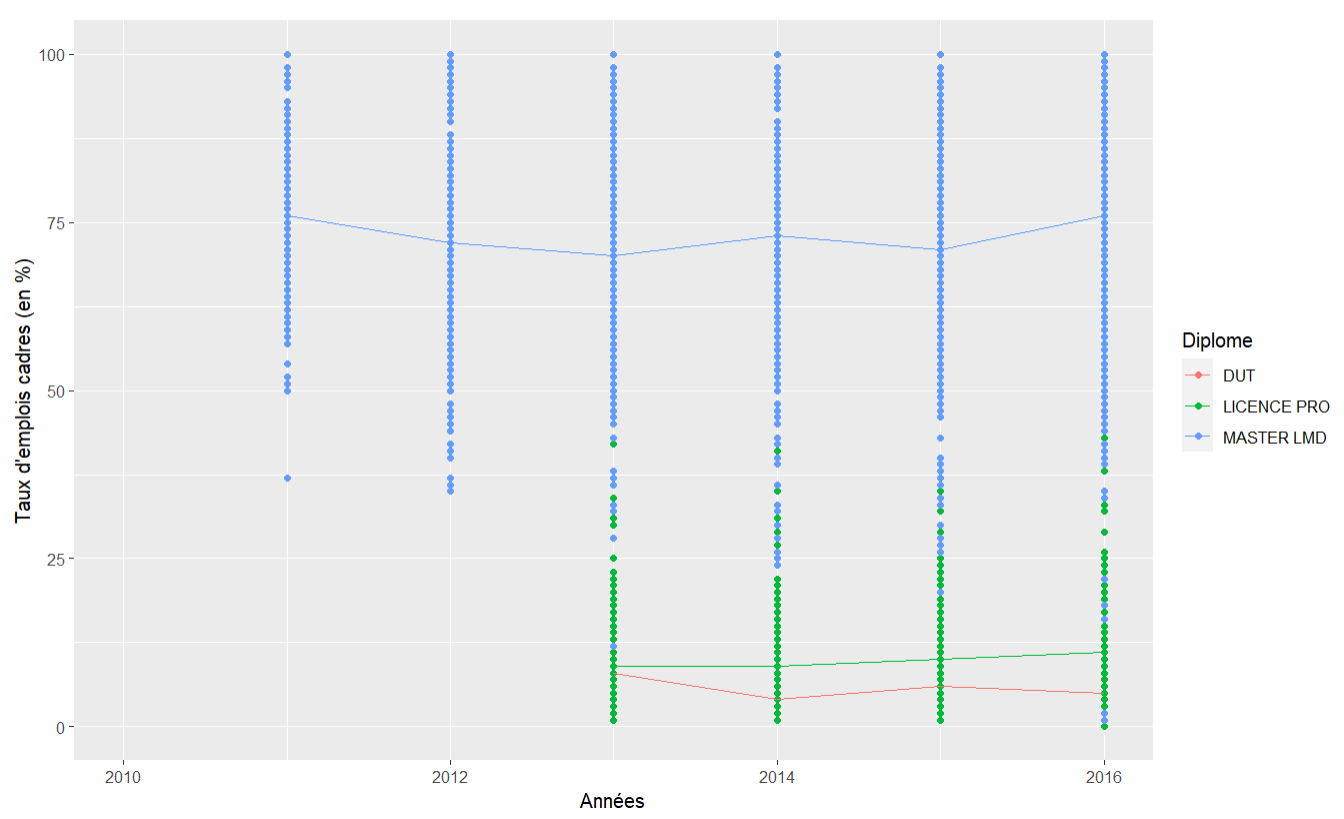 100
75
50
25
0
Taux d'emplois cadres (en %)
2010
2012
2014
2016
Années
Diplome
DUT
LICENCE PRO
MASTER LMD